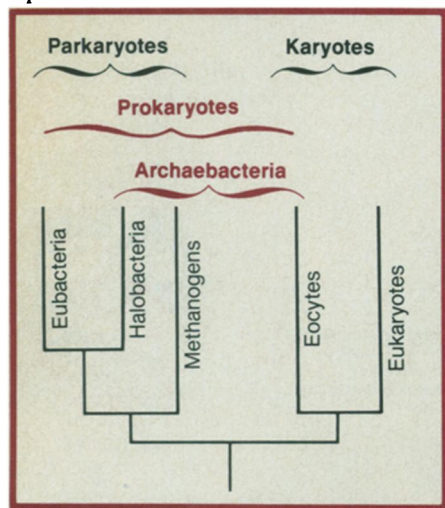 Parkaryotes
Karyotes
Prokaryotes
Archaebacteria
Eubacteria
Halobacteria
Methanogens
Eocytes
Eukaryotes